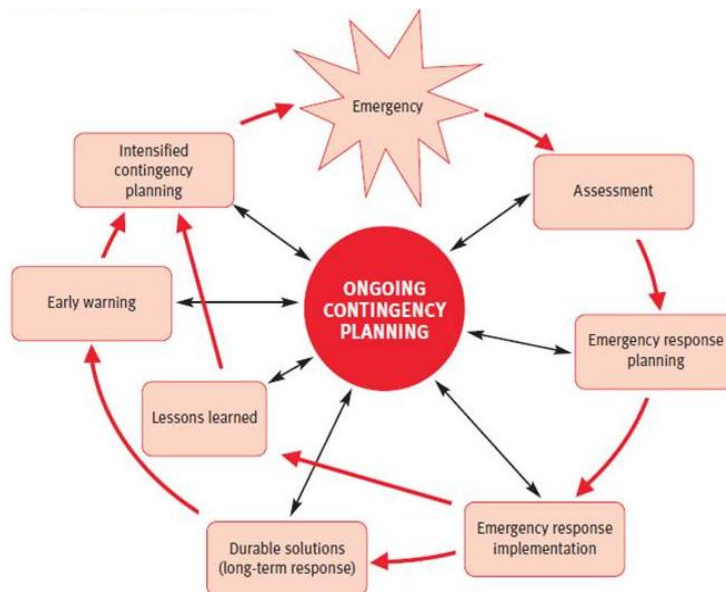 Emergency
Intensified
contingency
planning
Assessment
ONGOING
CONTINGENCY
PLANNING
Early warning
Emergency response
planning
Lessons learned
Durable solutions
(long-term response)
Emergency response
implementation